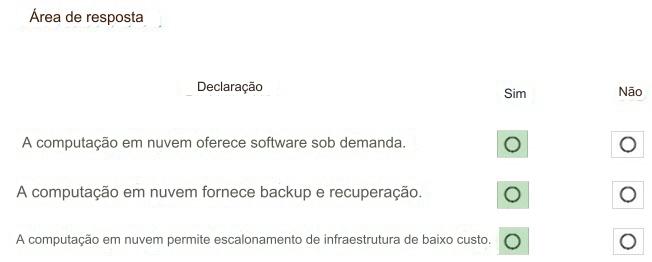 Área de resposta
Declaração Sim Não
A computação em nuvem oferece software sob demanda.
A computação em nuvem fornece backup e recuperação.
A computação em nuvem permite escalonamento de infraestrutura de baixo custo.